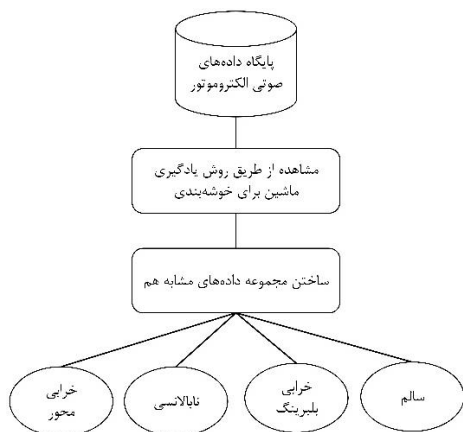 پایگاه داده‌های
صوتی الکتروموتور
مشاهده از طریق روش یادگیری
ماشین برای خوشه‌بندی
ساختن مجموعه داده‌های مشابه هم
سالم
خرابی
بلبرینگ
نابالانسی
خرابی
محور